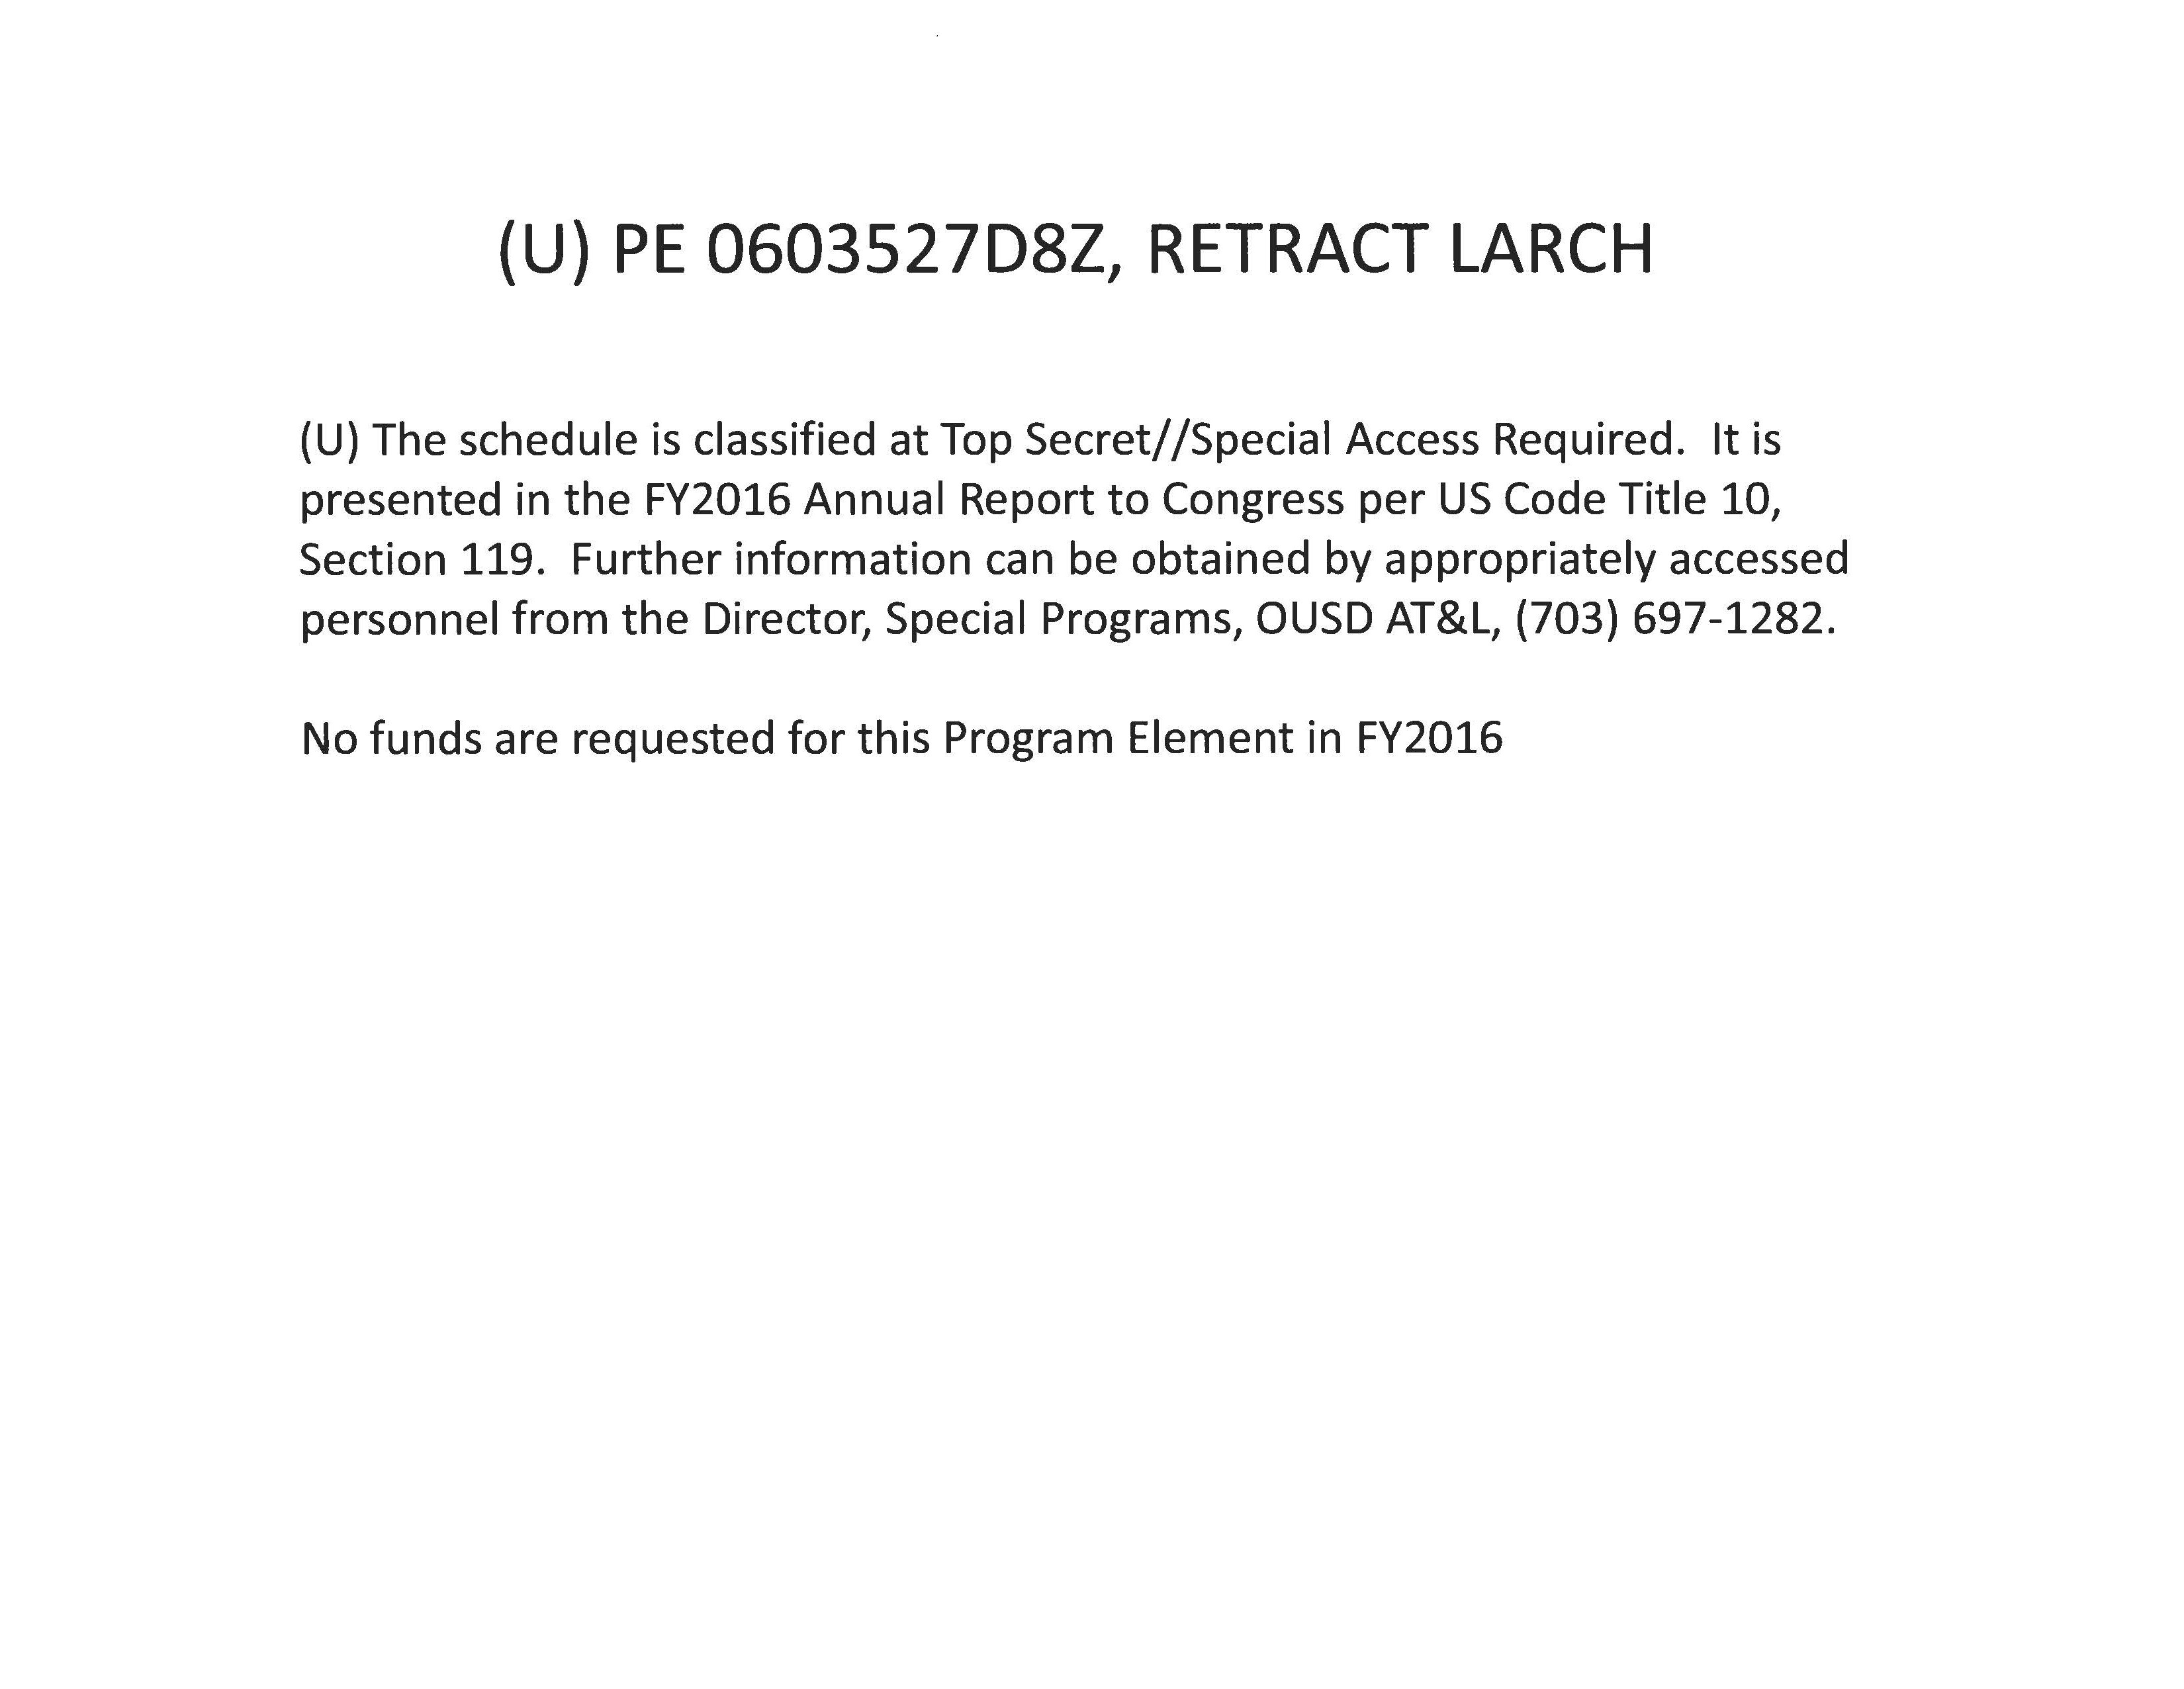 (U) PE 0603527D8Z, RETRACT LARCH
(U) The schedule is classified at Top Secret//Special Access Required. It is
presented in the FY2016 Annual Report to Congress per US Code Title 10,
Section 119. Further information can be obtained by appropriately accessed
personnel from the Director, Special Programs, OUSD AT&L, (703) 697-1282.
No funds are requested for this Program Element in FY2016